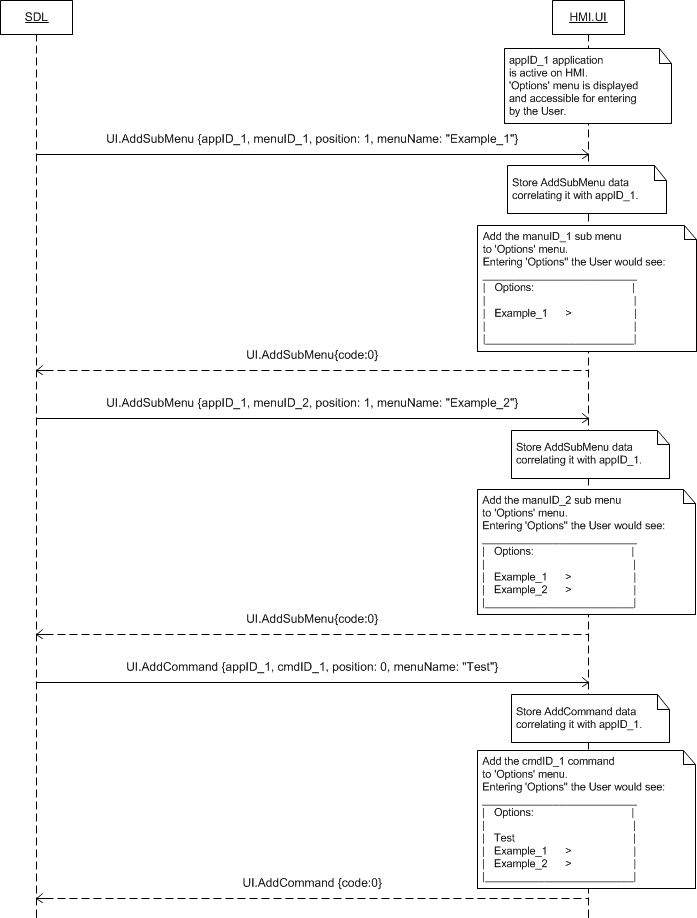 SDL
HMI.UI
appID_1 application
is active on HMI.
'Options' menu is displayed
and accessible for entering
by the User.
UI.AddSubMenu {appID_1, menuID_1, position: 1, menuName: "Example_1"}
Store AddSubMenu data
correlating it with appID_1.
Add the manuID_1 sub menu
to 'Options' menu.
Entering 'Options" the User would see:
Options:
Example_1 >
UI.AddSubMenu{code:0}
UI.AddSubMenu {appID_1, menuID_2, position: 1, menuName: "Example_2"}
Store AddSubMenu data
correlating it with appID_1.
Add the manuID_2 sub menu
to 'Options' menu.
Entering 'Options" the User would see:
Options:
Example_1 >
Example_2 >
UI.AddSubMenu{code:0}
UI.AddCommand {appID_1, cmdID_1, position: 0, menuName: "Test"}
Store AddCommand data
correlating it with appID_1.
Add the cmdID_1 command
to 'Options' menu.
Entering 'Options" the User would see:
Options:
Test
Example_1 >
Example_2 >
UI.AddCommand {code:0}